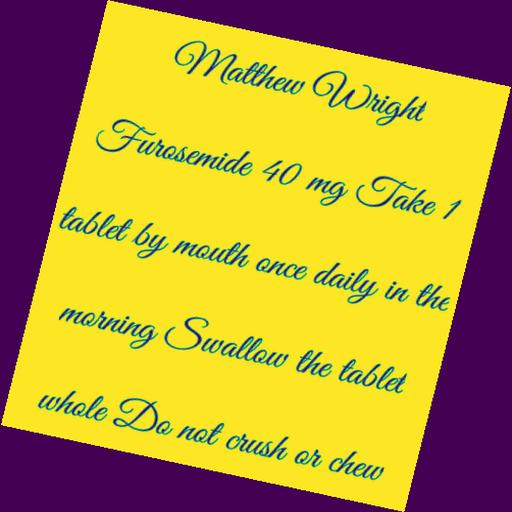 Matthew Wright
Furosemide 40 mg Take 1
tablet by mouth once daily in the
morning Swallow the tablet
whole Do not crush or chew